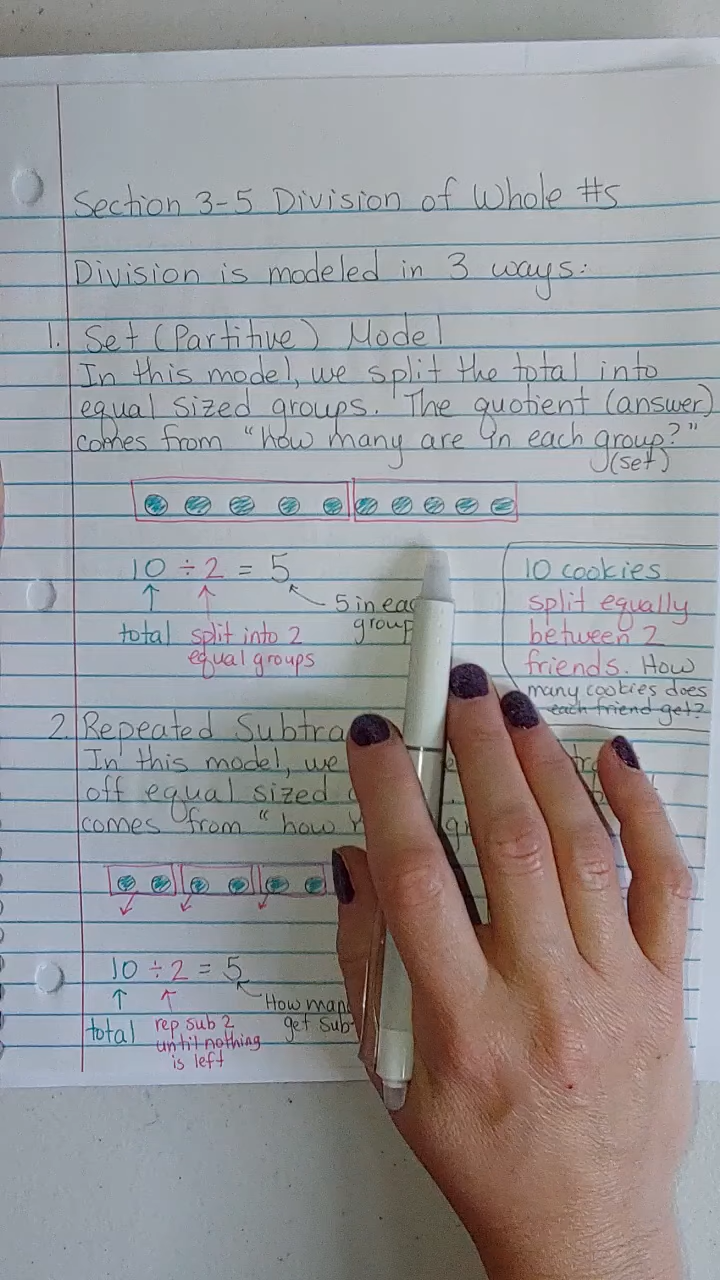 Section 3-5 Division of Whole #s
Division is modeled in 3 ways:
1. Set (Partitive) Model
In this model, we split the total into
equal sized groups. The quotient (answer)
comes from "how many are in each group?"
(set)
10 ÷ 2 = 5
5 in
group
total split into 2
equal groups
10 cookies
split equally
between 2
friends. How
many cookies does
each friend get?
2. Repeated
In this model, we
off equal sized
comes from "how
10 ÷ 2 = 5
How
get
total rep sub 2
until nothing
is left